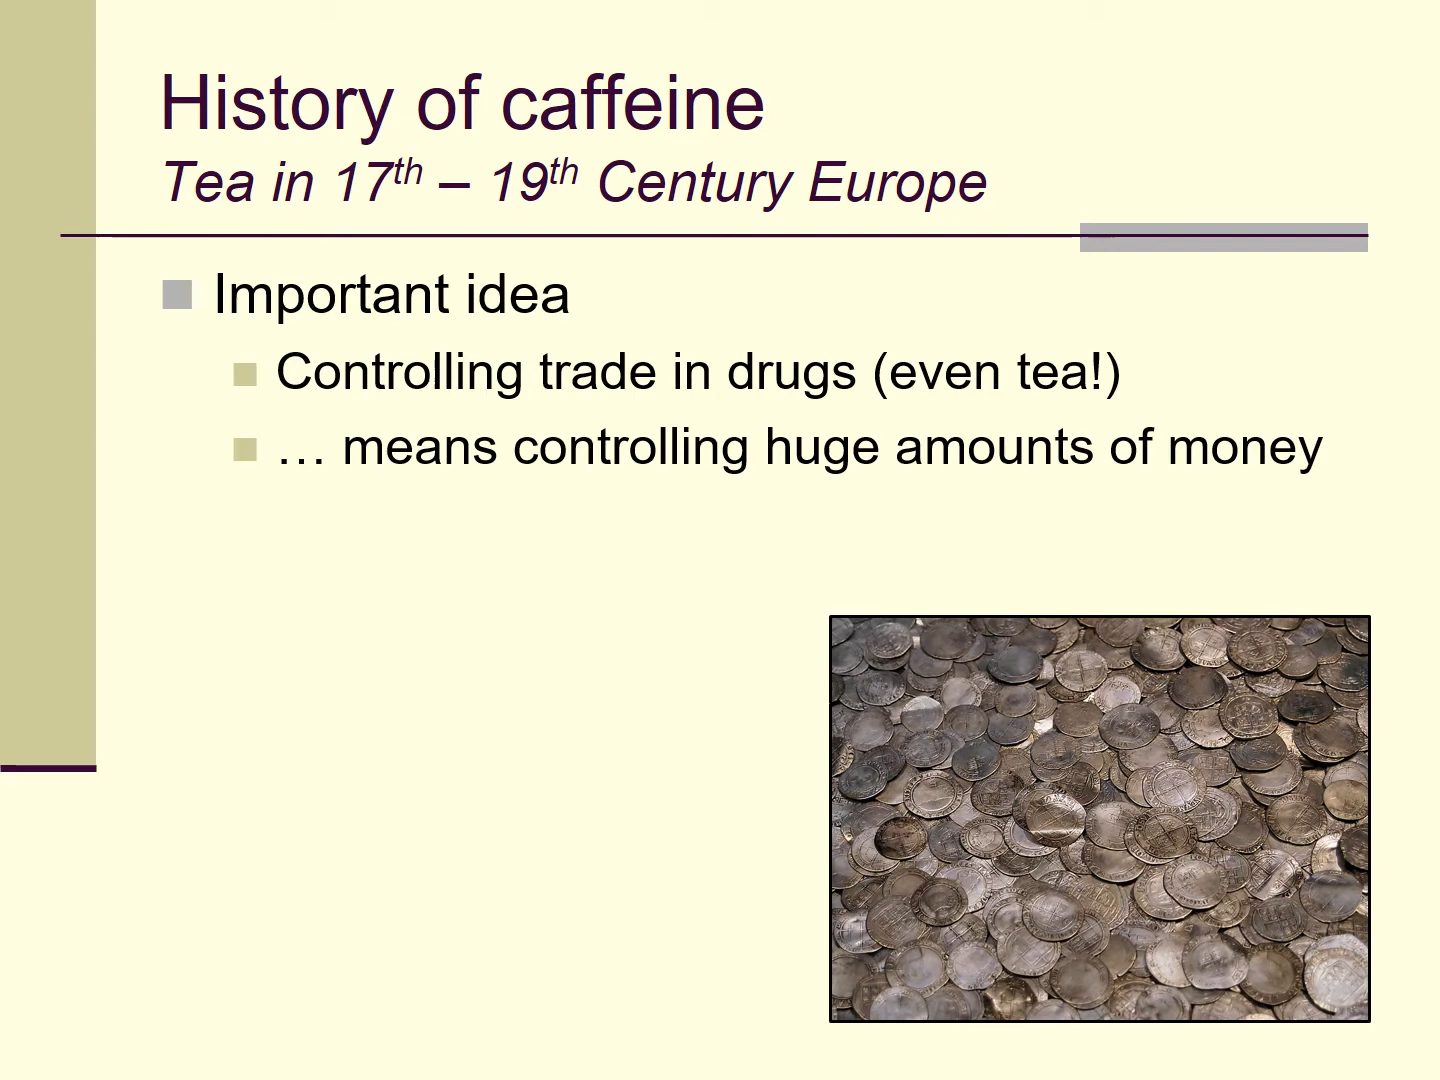 History of caffeine
Tea in 17th – 19th Century Europe
Important idea
Controlling trade in drugs (even tea!)
… means controlling huge amounts of money